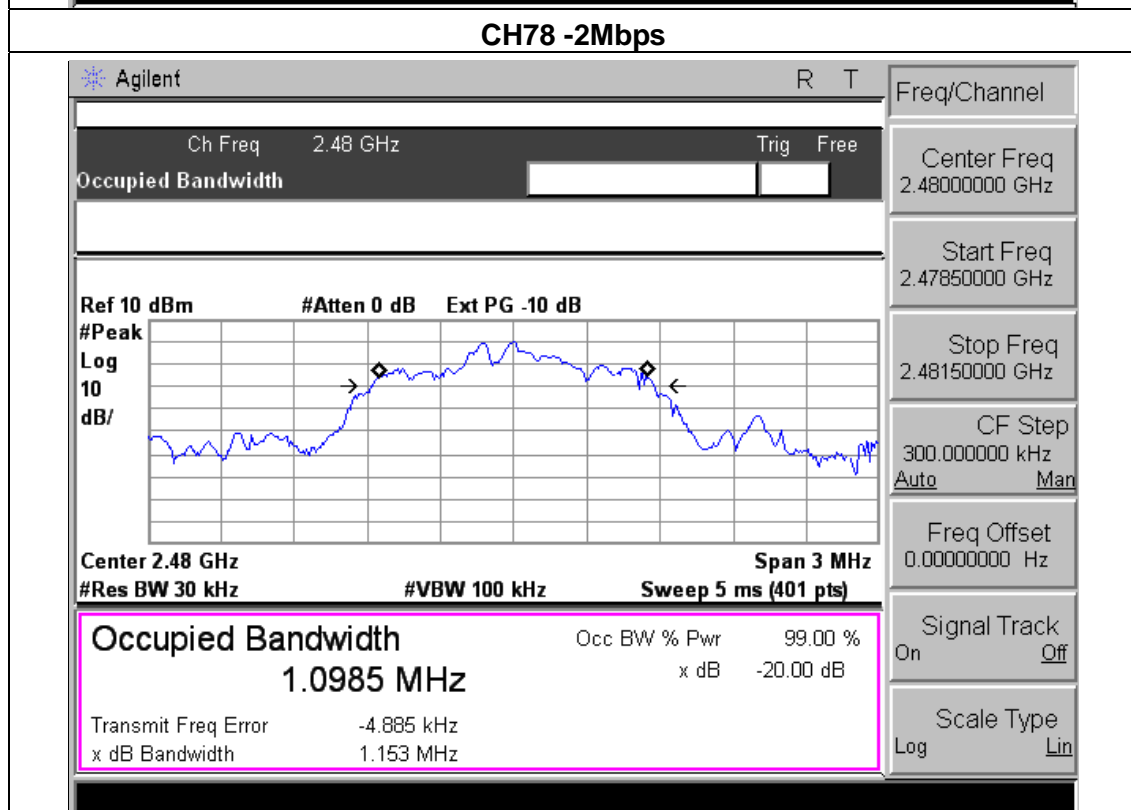 CH78 -2Mbps
Agilent R T
Freq/Channel
Ch Freq 2.48 GHz Trig Free
Occupied Bandwidth
Center Freq
2.48000000 GHz
Start Freq
2.47850000 GHz
Stop Freq
2.48150000 GHz
CF Step
300.000000 kHz
Auto Man
Freq Offset
0.00000000 Hz
Signal Track
On Off
Scale Type
Log Lin
Ref 10 dBm #Atten 0 dB Ext PG -10 dB
#Peak
Log
10
dB/
Center 2.48 GHz Span 3 MHz
#Res BW 30 kHz #VBW 100 kHz Sweep 5 ms (401 pts)
Occupied Bandwidth Occ BW % Pwr 99.00 %
1.0985 MHz x dB -20.00 dB
Transmit Freq Error -4.885 kHz
x dB Bandwidth 1.153 MHz